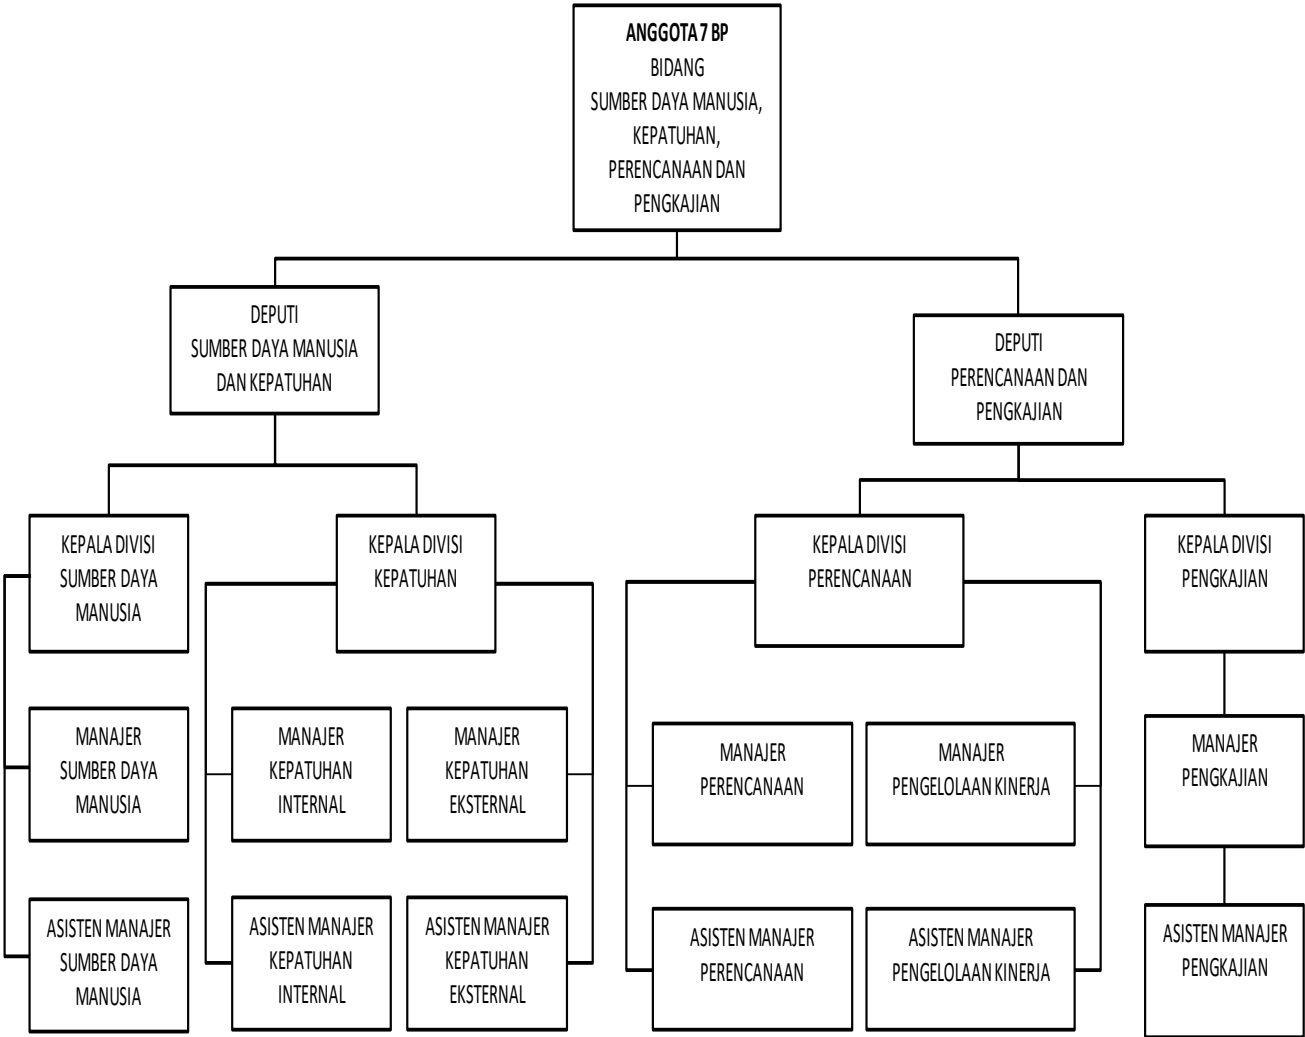 ANGGOTA 7 BP
BIDANG
SUMBER DAYA MANUSIA,
KEPATUHAN,
PERENCANAAN DAN
PENGKAJIAN
DEPUTI
SUMBER DAYA MANUSIA
DAN KEPATUHAN
DEPUTI
PERENCANAAN DAN
PENGKAJIAN
KEPALA DIVISI
SUMBER DAYA
MANUSIA
KEPALA DIVISI
KEPATUHAN
KEPALA DIVISI
PERENCANAAN
KEPALA DIVISI
PENGKAJIAN
MANAJER
SUMBER DAYA
MANUSIA
MANAJER
KEPATUHAN
INTERNAL
MANAJER
KEPATUHAN
EKSTERNAL
MANAJER
PERENCANAAN
MANAJER
PENGELOLAAN KINERJA
MANAJER
PENGKAJIAN
ASISTEN MANAJER
SUMBER DAYA
MANUSIA
ASISTEN MANAJER
KEPATUHAN
INTERNAL
ASISTEN MANAJER
KEPATUHAN
EKSTERNAL
ASISTEN MANAJER
PERENCANAAN
ASISTEN MANAJER
PENGELOLAAN KINERJA
ASISTEN MANAJER
PENGKAJIAN